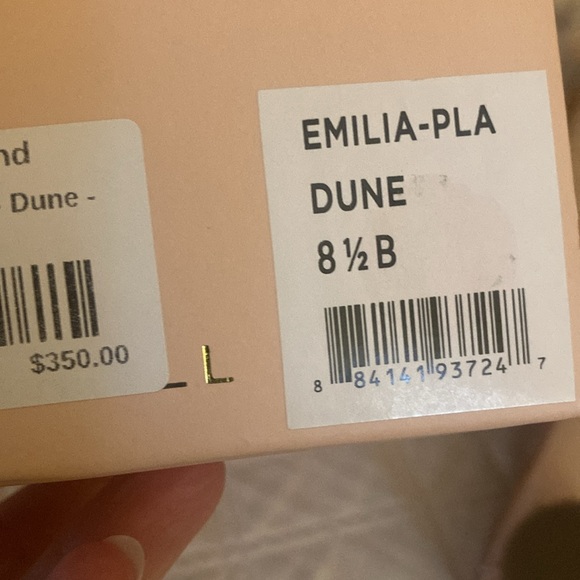 nd
Dune -
$350.00
L
EMILIA-PLA
DUNE
8 ½ B
8 84141 93724 7